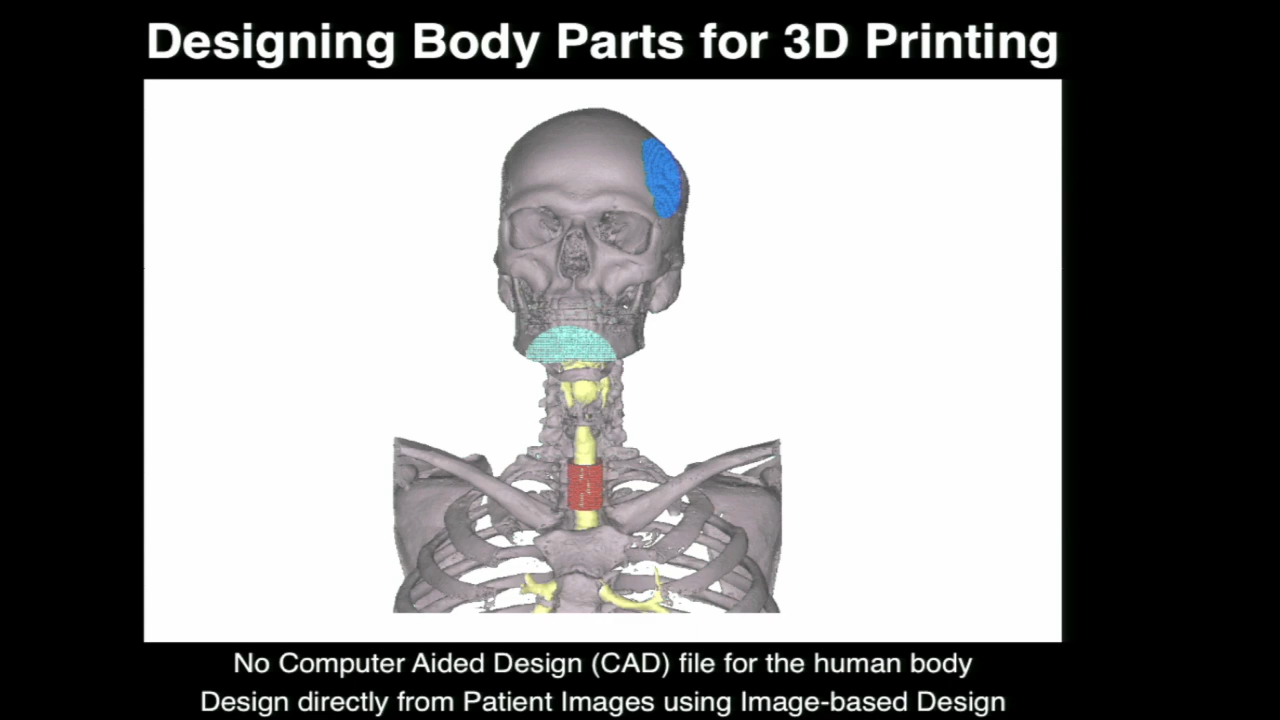 Designing Body Parts for 3D Printing
No Computer Aided Design (CAD) file for the human body
Design directly from Patient Images using Image-based Design